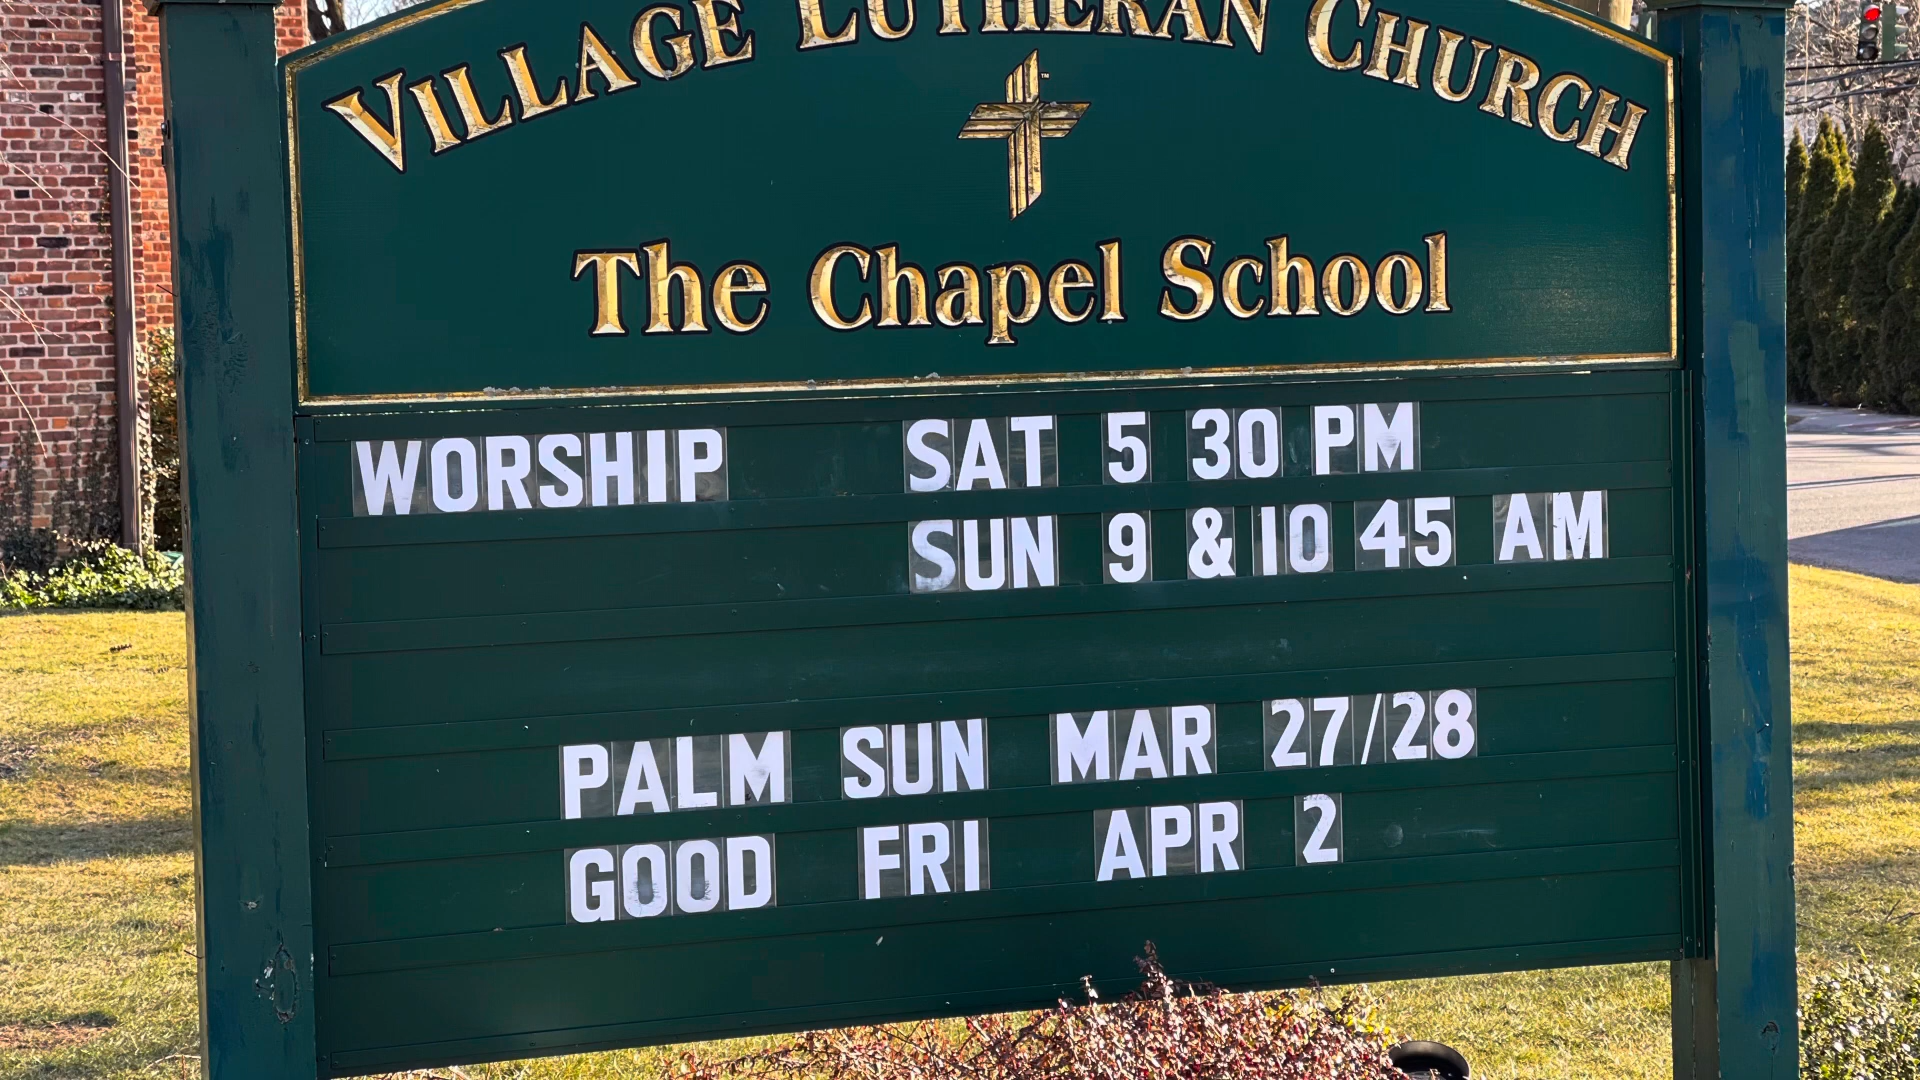 VILLAGE LUTHERAN CHURCH
™
The Chapel School
WORSHIP SAT 5 30 PM
SUN 9 & 10 45 AM
PALM SUN MAR 27/28
GOOD FRI APR 2